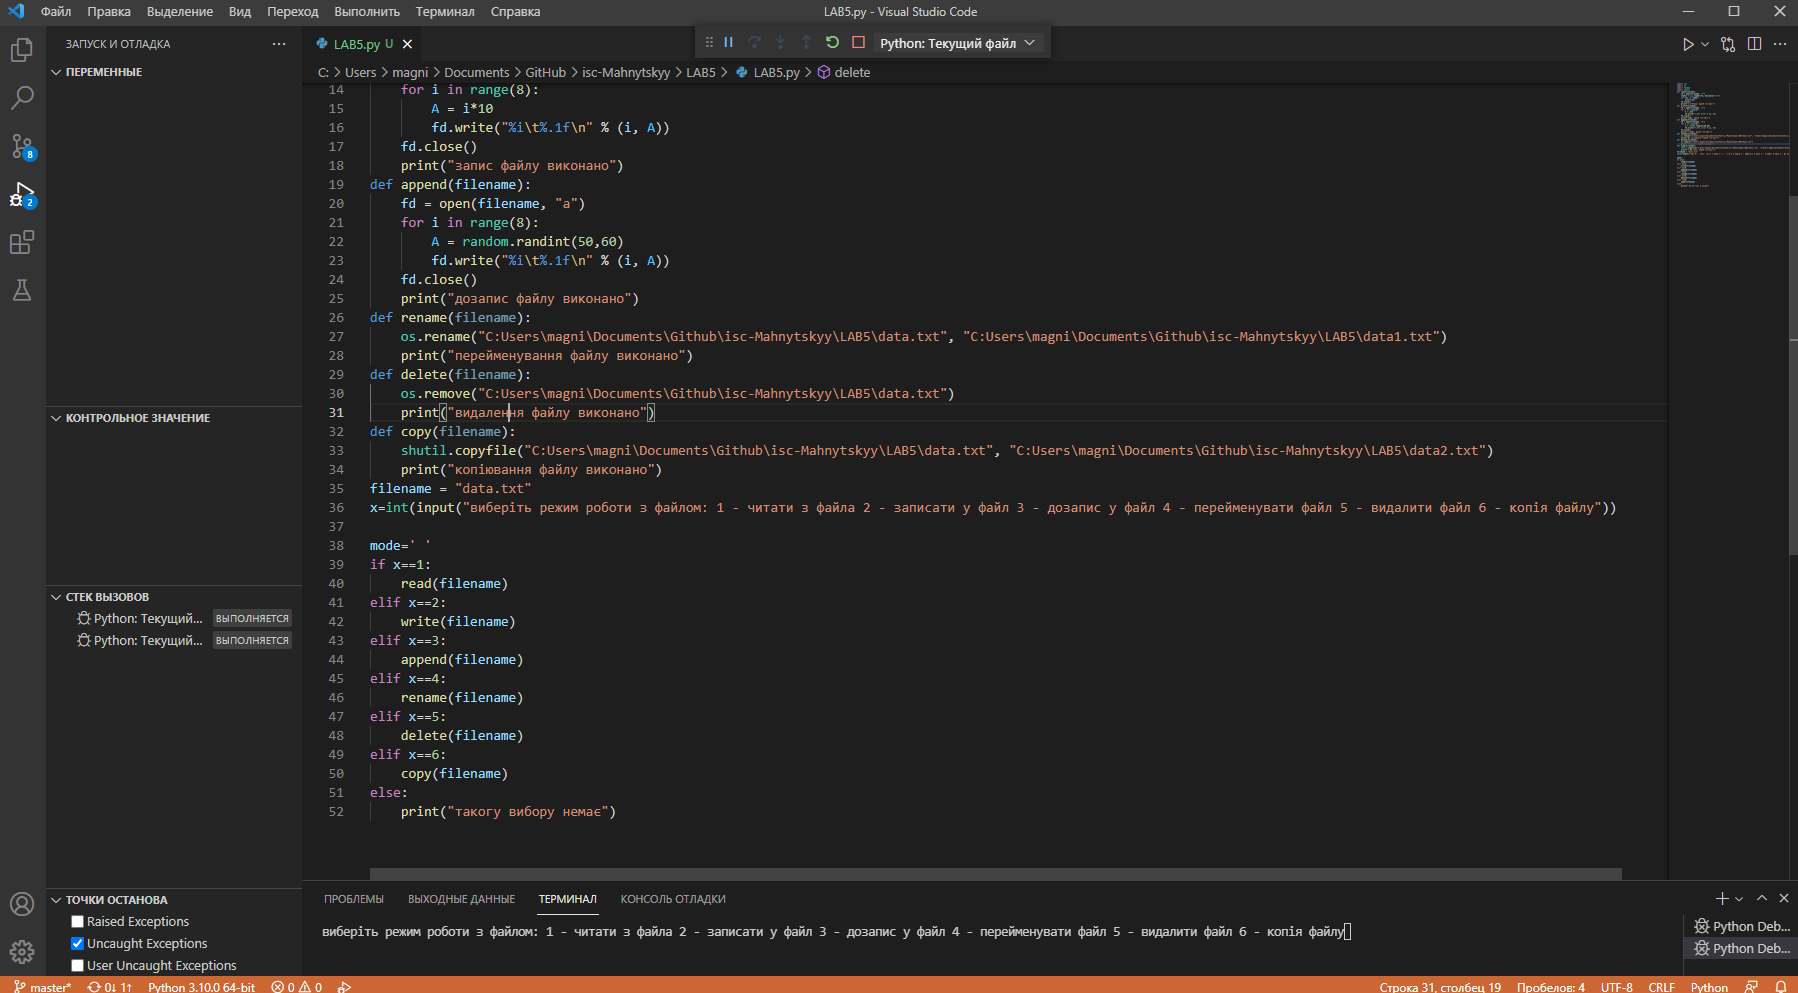 Файл Правка Выделение Вид Переход Выполнить Терминал Справка
LAB5.py - Visual Studio Code
ЗАПУСК И ОТЛАДКА
LAB5.py U
Python: Текущий файл
ПЕРЕМЕННЫЕ
C: > Users > magni > Documents > GitHub > isc-Mahnytskyy > LAB5 > LAB5.py > delete
14 for i in range(8):
15 A = i*10
16 fd.write("%i\t%.1f\n" % (i, A))
17 fd.close()
18 print("запис файлу виконано")
19 def append(filename):
20 fd = open(filename, "a")
21 for i in range(8):
22 A = random.randint(50,60)
23 fd.write("%i\t%.1f\n" % (i, A))
24 fd.close()
25 print("дозапис файлу виконано")
26 def rename(filename):
27 os.rename("C:Users\magni\Documents\Github\isc-Mahnytskyy\LAB5\data.txt", "C:Users\magni\Documents\Github\isc-Mahnytskyy\LAB5\data1.txt")
28 print("перейменування файлу виконано")
29 def delete(filename):
30 os.remove("C:Users\magni\Documents\Github\isc-Mahnytskyy\LAB5\data.txt")
31 print("видалення файлу виконано")
32 def copy(filename):
33 shutil.copyfile("C:Users\magni\Documents\Github\isc-Mahnytskyy\LAB5\data.txt", "C:Users\magni\Documents\Github\isc-Mahnytskyy\LAB5\data2.txt")
34 print("копіювання файлу виконано")
35 filename = "data.txt"
36 x=int(input("виберіть режим роботи з файлом: 1 - читати з файла 2 - записати у файл 3 - дозапис у файл 4 - перейменувати файл 5 - видалити файл 6 - копія файлу"))
37
38 mode=' '
39 if x==1:
40 read(filename)
41 elif x==2:
42 write(filename)
43 elif x==3:
44 append(filename)
45 elif x==4:
46 rename(filename)
47 elif x==5:
48 delete(filename)
49 elif x==6:
50 copy(filename)
51 else:
52 print("такогу вибору немає")
КОНТРОЛЬНОЕ ЗНАЧЕНИЕ
СТЕК ВЫЗОВОВ
Python: Текущий... ВЫПОЛНЯЕТСЯ
Python: Текущий... ВЫПОЛНЯЕТСЯ
8
2
ТОЧКИ ОСТАНОВА
Raised Exceptions
Uncaught Exceptions
User Uncaught Exceptions
ПРОБЛЕМЫ ВЫХОДНЫЕ ДАННЫЕ ТЕРМИНАЛ КОНСОЛЬ ОТЛАДКИ
виберіть режим роботи з файлом: 1 - читати з файла 2 - записати у файл 3 - дозапис у файл 4 - перейменувати файл 5 - видалити файл 6 - копія файлу
Python Deb...
Python Deb...
master* 0↓ 1↑ Python 3.10.0 64-bit 0 0
Строка 31, столбец 19 Пробелов: 4 UTF-8 CRLF Python